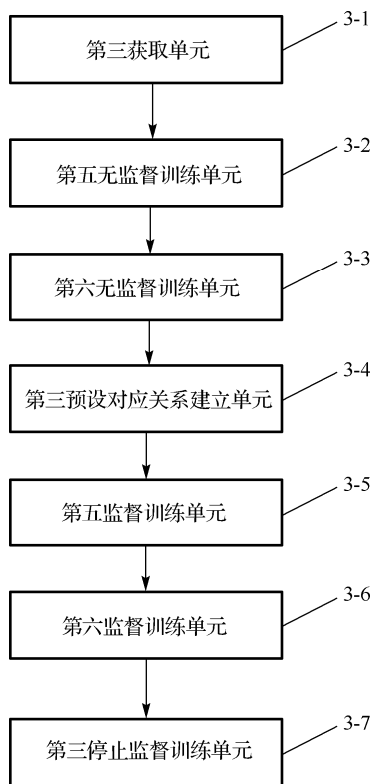 3-1
第三获取单元
3-2
第五无监督训练单元
3-3
第六无监督训练单元
3-4
第三预设对应关系建立单元
3-5
第五监督训练单元
3-6
第六监督训练单元
3-7
第三停止监督训练单元